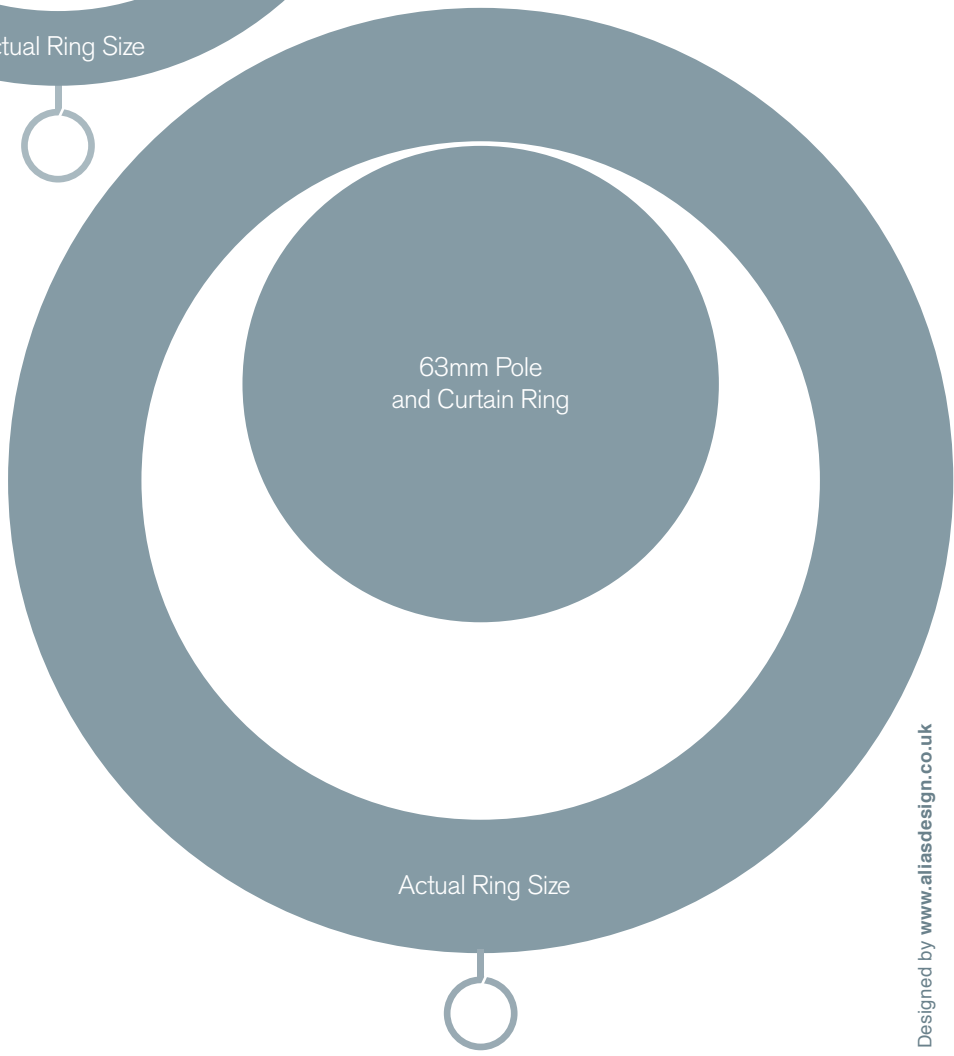 ctual Ring Size
63mm Pole
and Curtain Ring
Actual Ring Size
Designed by www.aliasdesign.co.uk